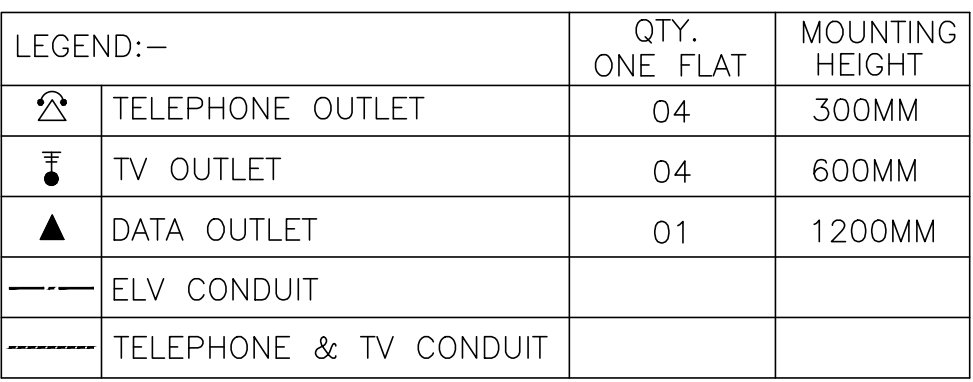 LEGEND:–
QTY.
ONE FLAT
MOUNTING
HEIGHT
TELEPHONE OUTLET 04 300MM
TV OUTLET 04 600MM
DATA OUTLET 01 1200MM
ELV CONDUIT
TELEPHONE & TV CONDUIT